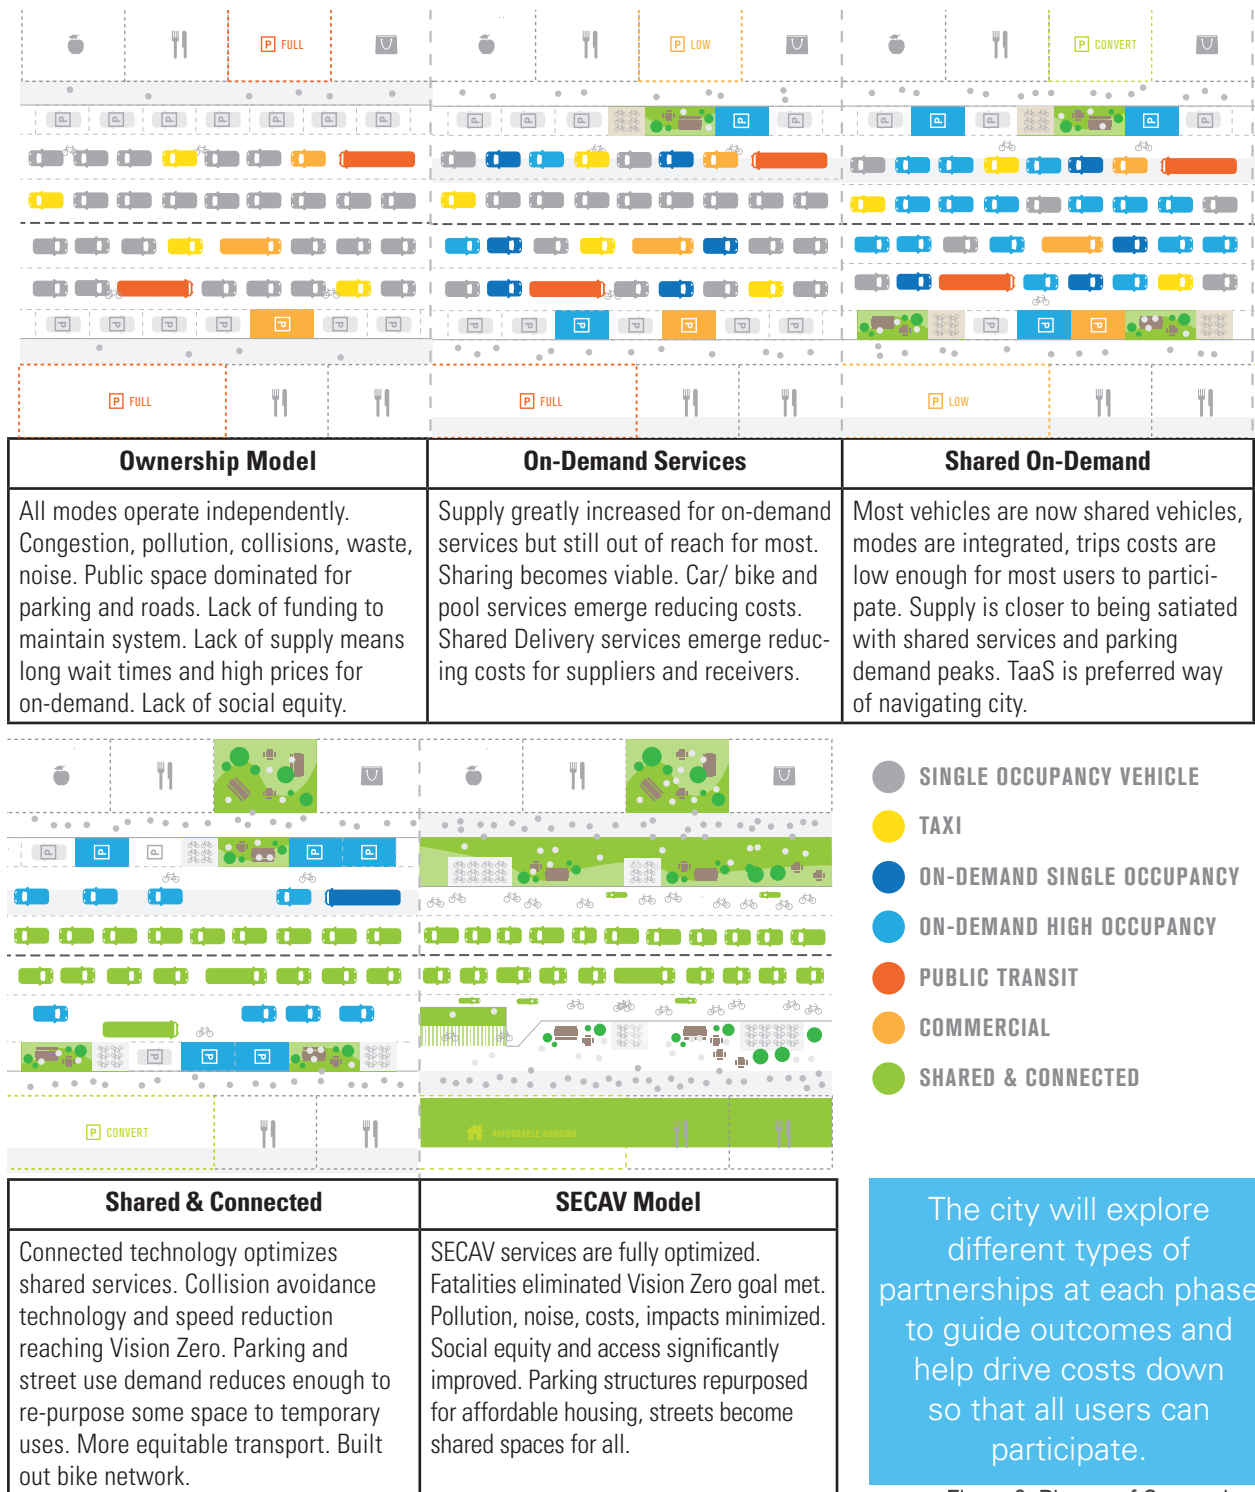 P FULL
P LOW
P CONVERT
P P P P P P P
P P P P P
P P P P
P P P P P P P
P P P P P
P P P
P FULL
P FULL
P LOW
Ownership Model
On-Demand Services
Shared On-Demand
All modes operate independently.
Congestion, pollution, collisions, waste,
noise. Public space dominated for
parking and roads. Lack of funding to
maintain system. Lack of supply means
long wait times and high prices for
on-demand. Lack of social equity.
Supply greatly increased for on-demand
services but still out of reach for most.
Sharing becomes viable. Car/ bike and
pool services emerge reducing costs.
Shared Delivery services emerge reduc-
ing costs for suppliers and receivers.
Most vehicles are now shared vehicles,
modes are integrated, trips costs are
low enough for most users to partici-
pate. Supply is closer to being satiated
with shared services and parking
demand peaks. TaaS is preferred way
of navigating city.
P P P P P
P P P
P CONVERT
AFFORDABLE HOUSING
SINGLE OCCUPANCY VEHICLE
TAXI
ON-DEMAND SINGLE OCCUPANCY
ON-DEMAND HIGH OCCUPANCY
PUBLIC TRANSIT
COMMERCIAL
SHARED & CONNECTED
Shared & Connected
SECAV Model
Connected technology optimizes
shared services. Collision avoidance
technology and speed reduction
reaching Vision Zero. Parking and
street use demand reduces enough to
re-purpose some space to temporary
uses. More equitable transport. Built
out bike network.
SECAV services are fully optimized.
Fatalities eliminated Vision Zero goal met.
Pollution, noise, costs, impacts minimized.
Social equity and access significantly
improved. Parking structures repurposed
for affordable housing, streets become
shared spaces for all.
The city will explore
different types of
partnerships at each phase
to guide outcomes and
help drive costs down
so that all users can
participate.